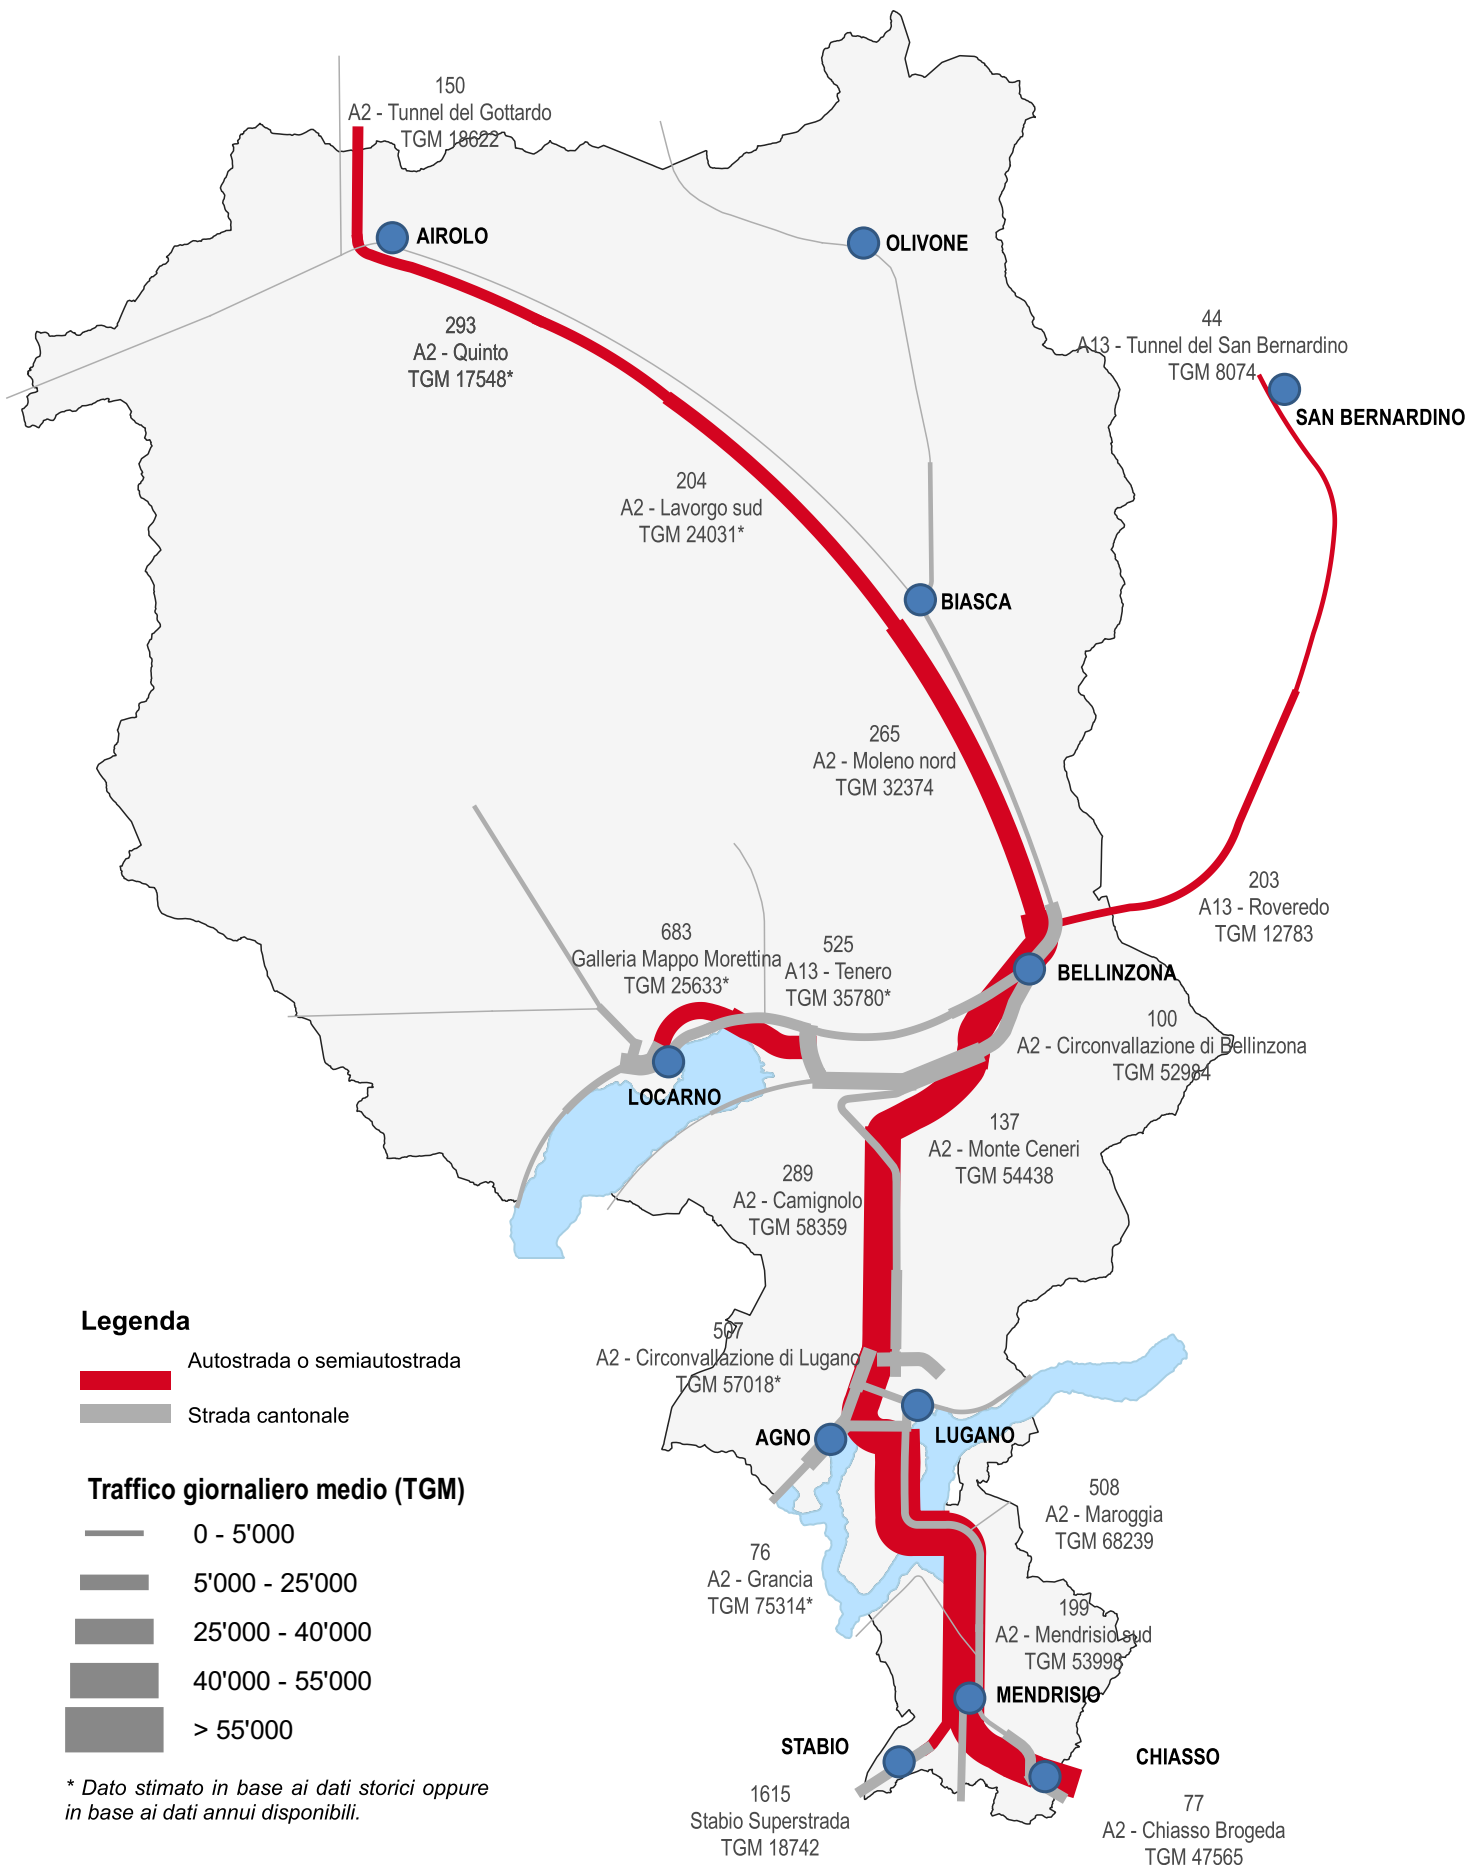 150
A2 - Tunnel del Gottardo
TGM 18622
AIROLO
OLIVONE
293
A2 - Quinto
TGM 17548*
44
A13 - Tunnel del San Bernardino
TGM 8074
SAN BERNARDINO
204
A2 - Lavorgo sud
TGM 24031*
BIASCA
265
A2 - Moleno nord
TGM 32374
203
A13 - Roveredo
TGM 12783
683
Galleria Mappo Morettina
TGM 25633*
525
A13 - Tenero
TGM 35780*
BELLINZONA
100
A2 - Circonvallazione di Bellinzona
TGM 52984
LOCARNO
137
A2 - Monte Ceneri
TGM 54438
289
A2 - Camignolo
TGM 58359
507
A2 - Circonvallazione di Lugano
TGM 57018*
AGNO
LUGANO
508
A2 - Maroggia
TGM 68239
76
A2 - Grancia
TGM 75314*
199
A2 - Mendrisio sud
TGM 53998
MENDRISIO
STABIO
CHIASSO
1615
Stabio Superstrada
TGM 18742
77
A2 - Chiasso Brogeda
TGM 47565
Legenda
Autostrada o semiautostrada
Strada cantonale
Traffico giornaliero medio (TGM)
0 - 5'000
5'000 - 25'000
25'000 - 40'000
40'000 - 55'000
> 55'000
* Dato stimato in base ai dati storici oppure
in base ai dati annui disponibili.